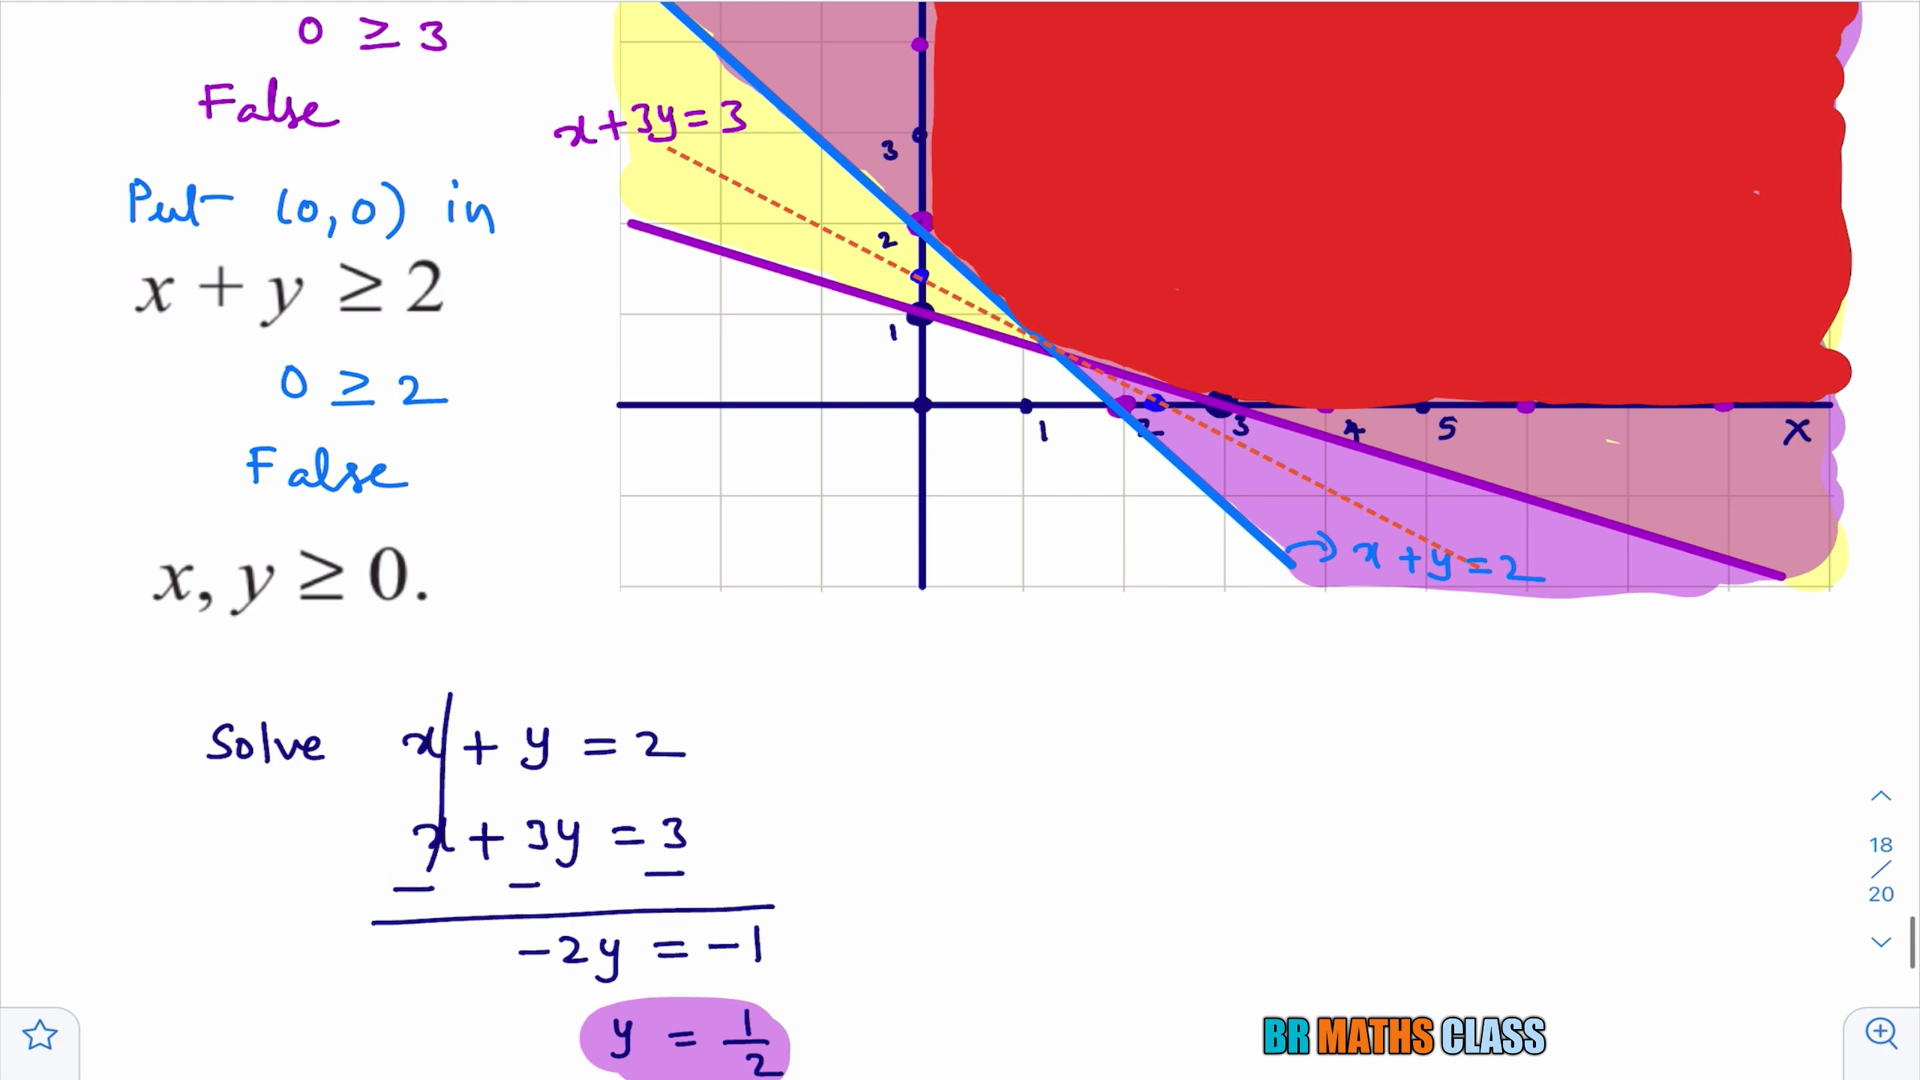 0 ≥ 3
False
Put (0,0) in
x + y ≥ 2
0 ≥ 2
False
x, y ≥ 0.
x+3y=3
3
2
1
1 2 3 4 5 X
x+y=2
Solve x + y = 2
x + 3y = 3
-2y = -1
y = 1/2
18
/
20
BR MATHS CLASS